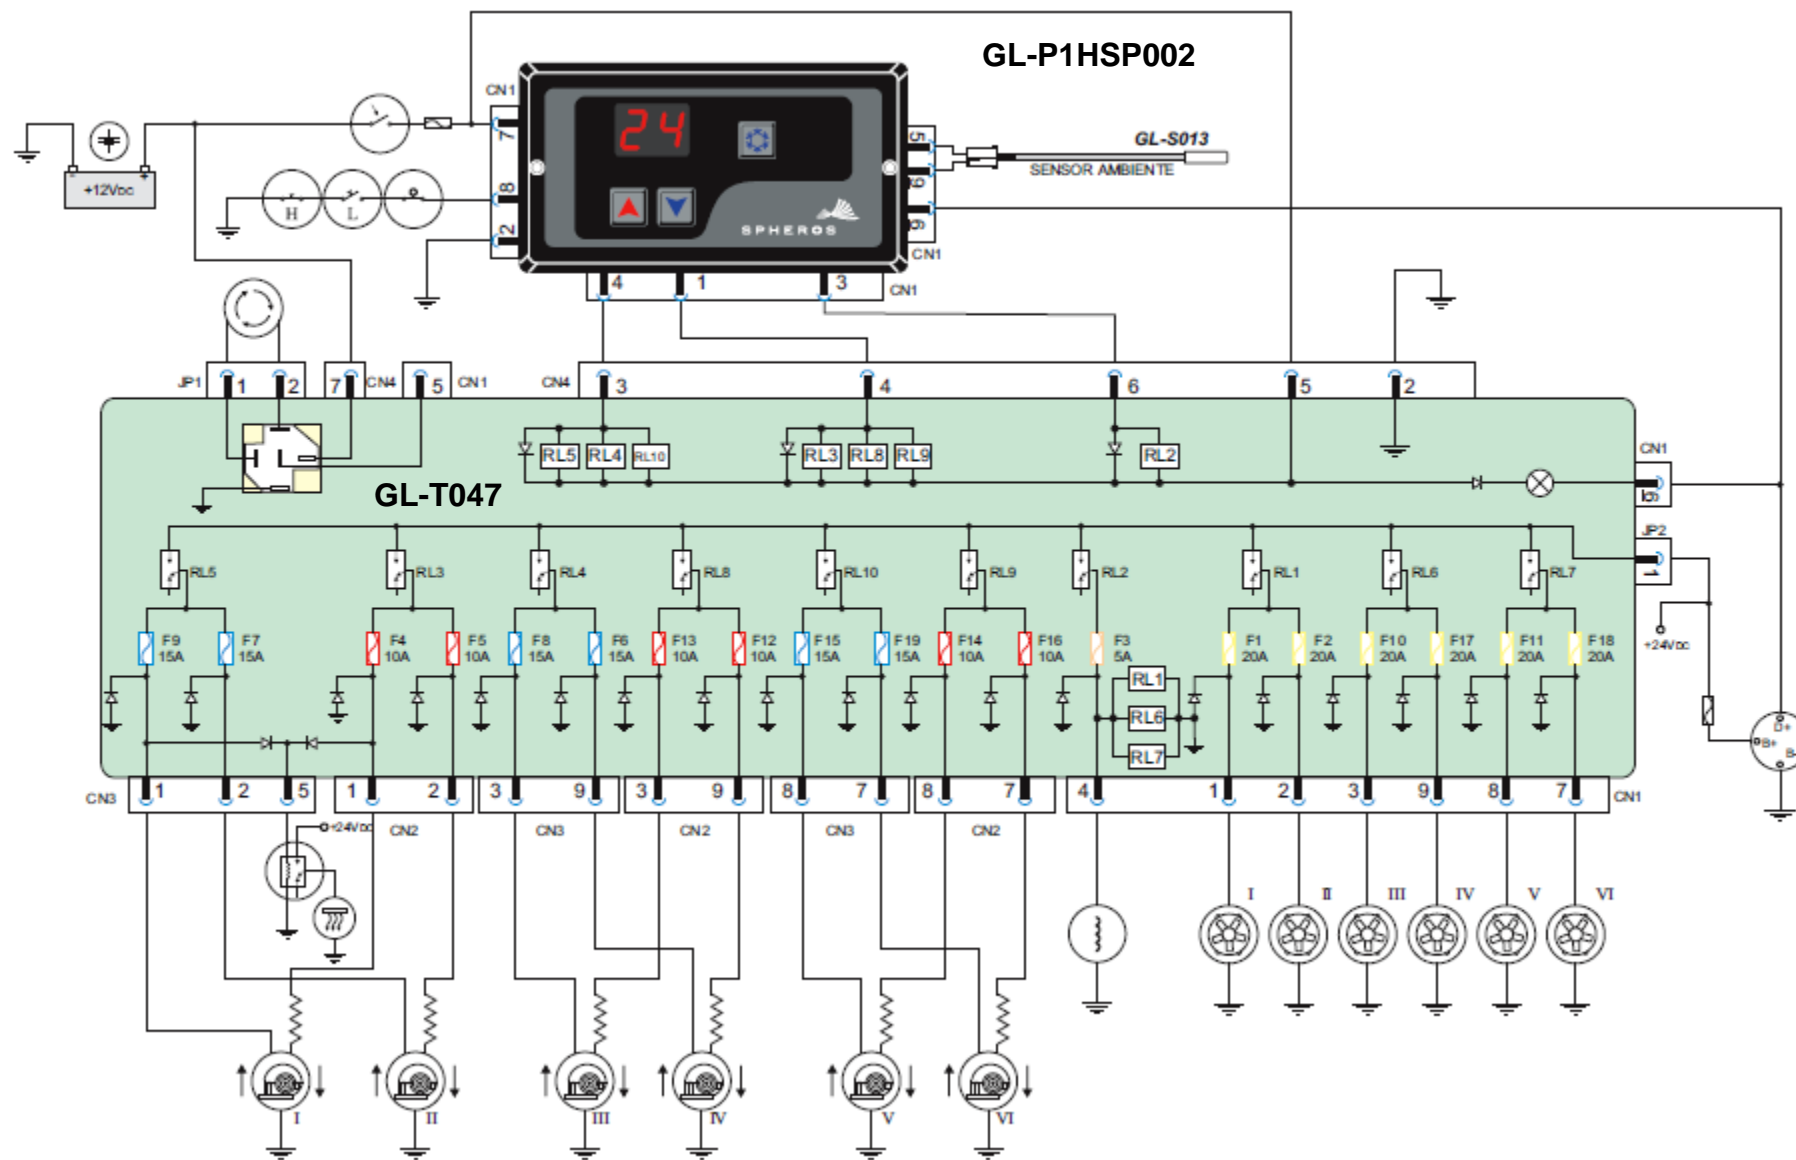 GL-P1HSP002
CN1
7
8
2
+12VDC
-
+
H
L
24
SPHEROS
5
9
6
CN1
GL-S013
SENSOR AMBIENTE
4
1
3
CN1
JP1
1
2
7
CN4
5
CN1
CN4
3
4
6
5
2
RL5
RL4
RL10
RL3
RL8
RL9
RL2
CN1
GL-T047
JP2
1
RL5
RL3
RL4
RL8
RL10
RL9
RL2
RL1
RL6
RL7
F9
15A
F7
15A
F4
10A
F5
10A
F8
15A
F6
15A
F13
10A
F12
10A
F15
15A
F19
15A
F14
10A
F16
10A
F3
5A
F1
20A
F2
20A
F10
20A
F17
20A
F11
20A
F18
20A
+24VDC
RL1
RL6
RL7
D+
B+
B-
CN3
1
2
5
1
2
3
9
3
9
8
7
8
7
4
1
2
3
9
8
7
CN1
+24VDC
CN2
CN3
CN2
CN3
CN2
I
II
III
IV
V
VI
I
II
III
IV
V
VI